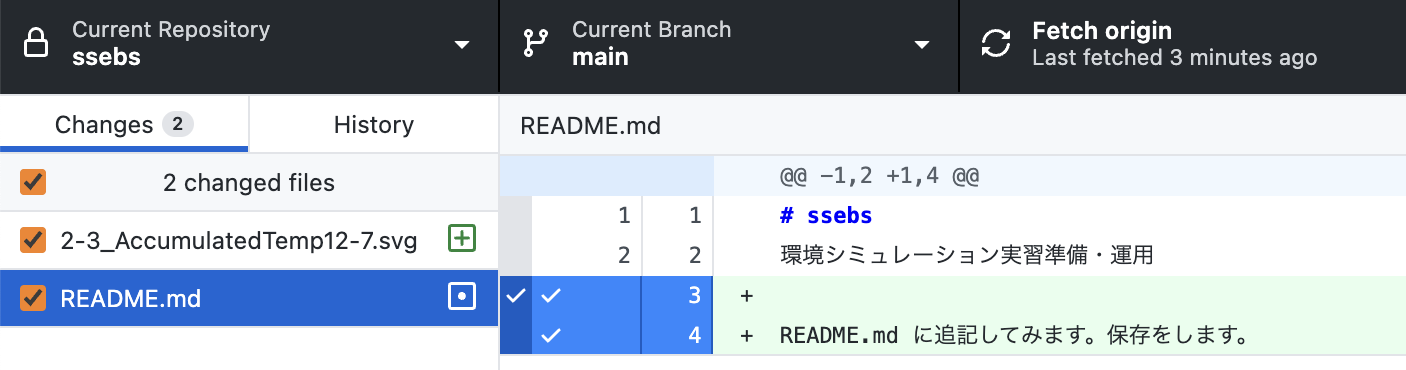 Current Repository
ssebs
Current Branch
main
Fetch origin
Last fetched 3 minutes ago
Changes 2
History
README.md
2 changed files
@@ -1,2 +1,4 @@
1 1 # ssebs
2-3_AccumulatedTemp12-7.svg
2 2 環境シミュレーション実習準備・運用
README.md
3 +
4 + README.md に追記してみます。保存をします。